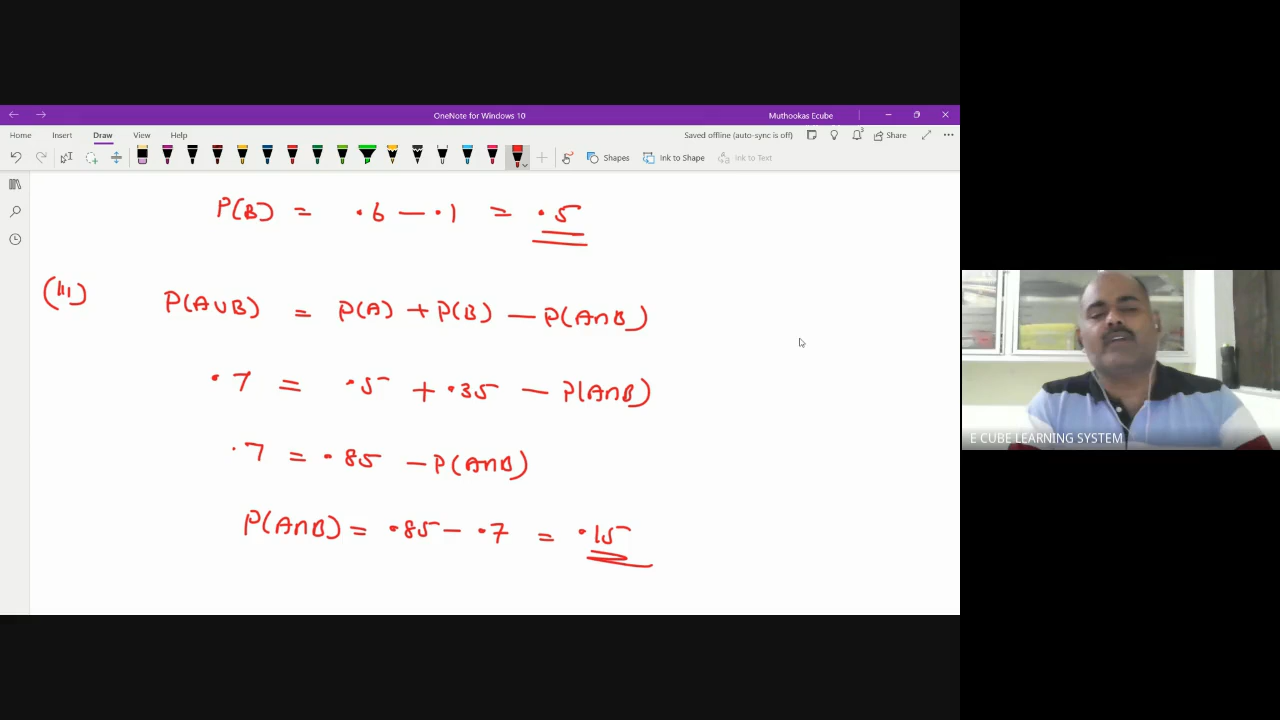 OneNote for Windows 10
Muthookas Ecube
Home Insert Draw View Help
Saved offline (auto-sync is off)
3
Share
Shapes
Ink to Shape
Ink to Text
P(B) = .6 — .1 = .5
(iii)
P(A∪B) = P(A) + P(B) — P(A∩B)
.7 = .5 + .35 — P(A∩B)
.7 = .85 — P(A∩B)
P(A∩B) = .85 — .7 = .15
E CUBE LEARNING SYSTEM